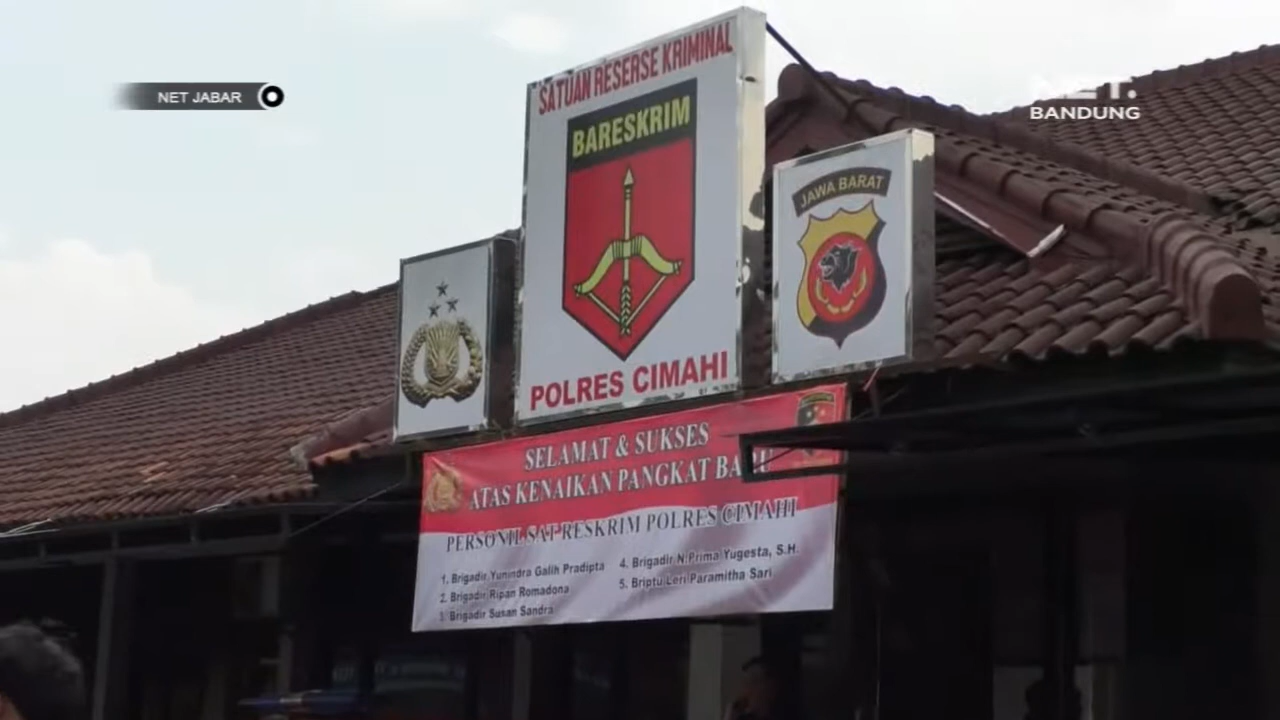 NET JABAR
NET.
BANDUNG
SATUAN RESERSE KRIMINAL
BARESKRIM
POLRES CIMAHI
JAWA BARAT
SELAMAT & SUKSES
ATAS KENAIKAN PANGKAT BARU
PERSONIL SAT RESKRIM POLRES CIMAHI
1. Brigadir Yunindra Galih Pradipta
2. Brigadir Ripan Romadona
3. Brigadir Susan Sandra
4. Brigadir N.Prima Yugesta, S.H.
5. Briptu Leri Paramitha Sari